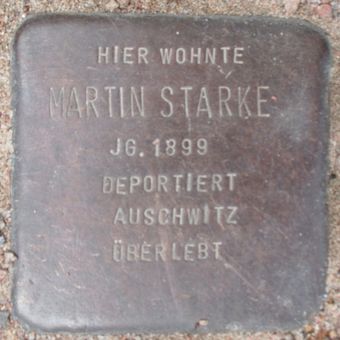 HIER WOHNTE
MARTIN STARKE
JG. 1899
DEPORTIERT
AUSCHWITZ
ÜBERLEBT